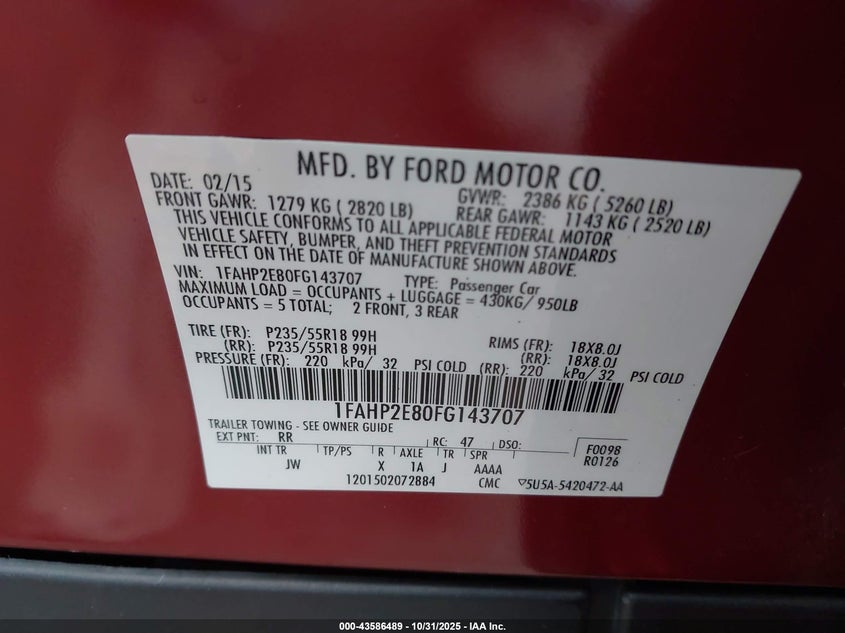 MFD. BY FORD MOTOR CO.
DATE: 02/15 GVWR: 2386 KG ( 5260 LB)
FRONT GAWR: 1279 KG ( 2820 LB) REAR GAWR: 1143 KG ( 2520 LB)
THIS VEHICLE CONFORMS TO ALL APPLICABLE FEDERAL MOTOR
VEHICLE SAFETY, BUMPER, AND THEFT PREVENTION STANDARDS
IN EFFECT ON THE DATE OF MANUFACTURE SHOWN ABOVE.
VIN: 1FAHP2E80FG143707 TYPE: Passenger Car
MAXIMUM LOAD = OCCUPANTS + LUGGAGE = 430KG/ 950LB
OCCUPANTS = 5 TOTAL; 2 FRONT, 3 REAR
TIRE (FR): P235/55R18 99H RIMS (FR): 18X8.0J
(RR): P235/55R18 99H (RR): 18X8.0J
PRESSURE (FR): 220 kPa/ 32 PSI COLD (RR): 220 kPa/ 32 PSI COLD
1FAHP2E80FG143707
TRAILER TOWING - SEE OWNER GUIDE
EXT PNT: RR RC: 47 DSO: F0098
INT TR TP/PS R AXLE TR SPR R0126
JW X 1A J AAAA
1201502072884 CMC ▽5U5A-5420472-AA
000-43586489 - 10/31/2025 - IAA Inc.